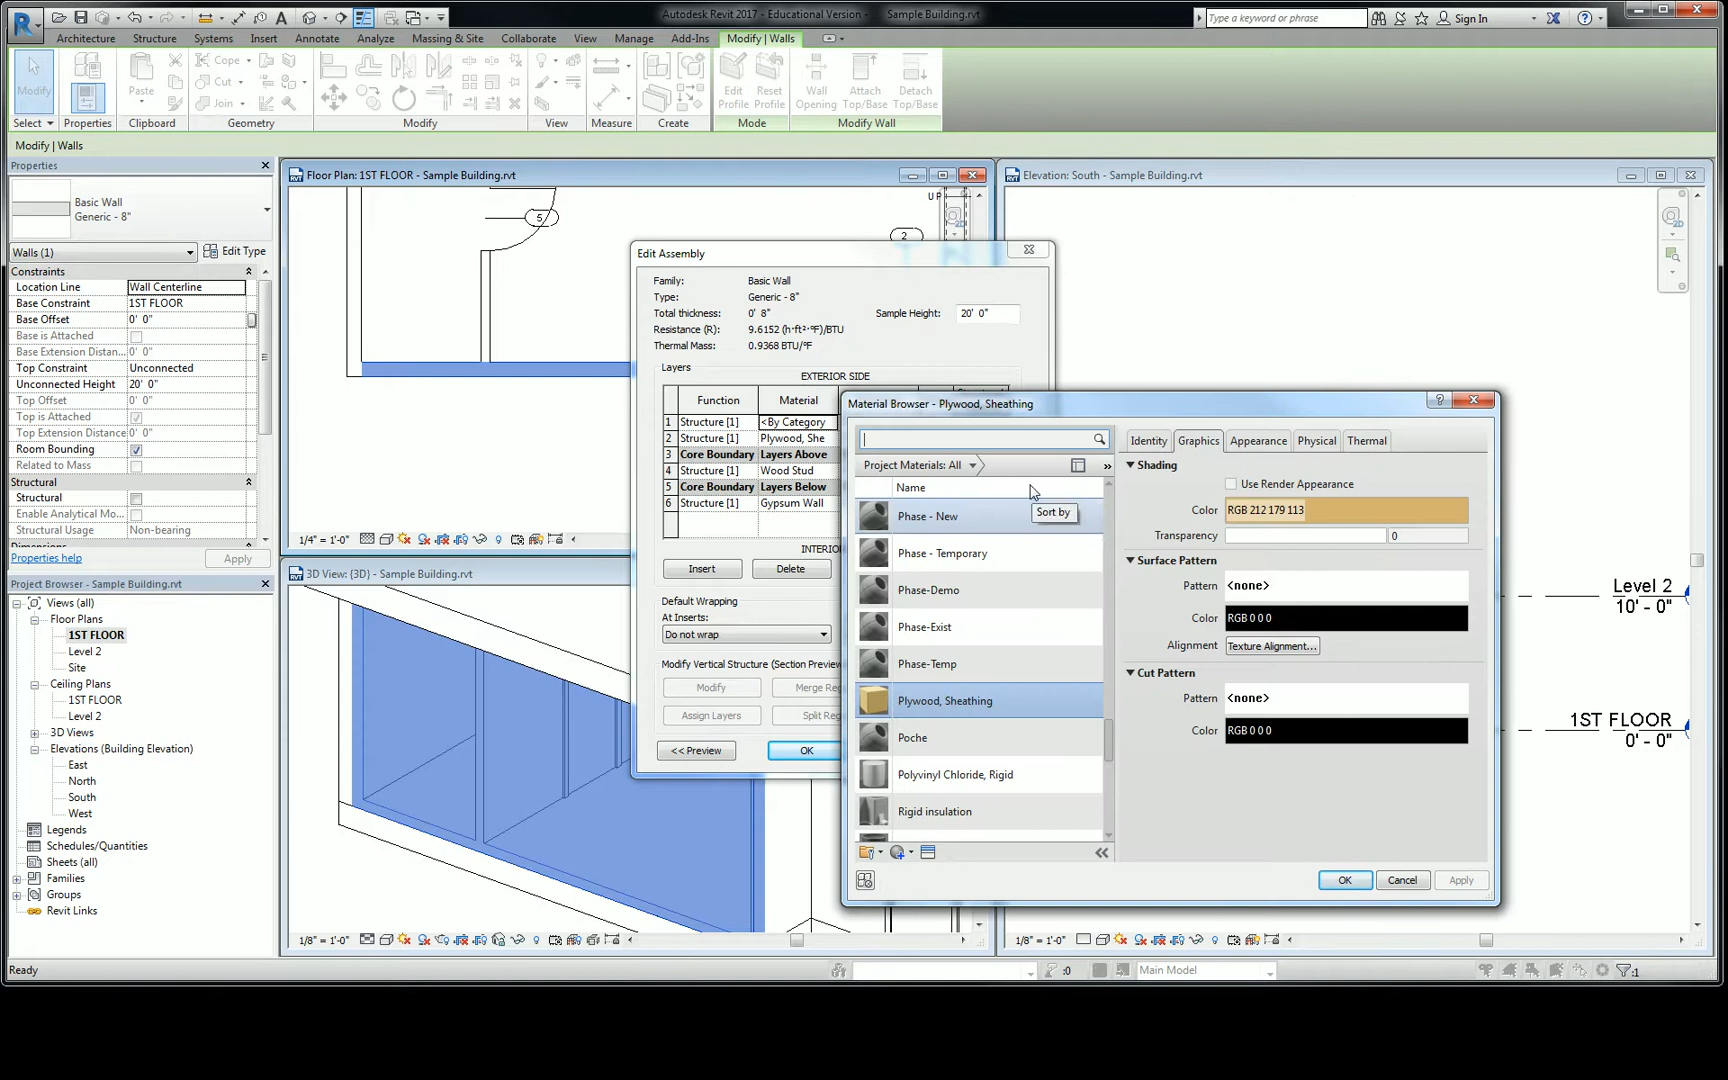 Autodesk Revit 2017 - Educational Version - Sample Building.rvt
Type a keyword or phrase
Sign In
Architecture Structure Systems Insert Annotate Analyze Massing & Site Collaborate View Manage Add-Ins Modify | Walls
Modify Paste Cope Cut Join Edit Profile Reset Profile Wall Opening Attach Top/Base Detach Top/Base
Select Properties Clipboard Geometry Modify View Measure Create Mode Modify Wall
Modify | Walls
Properties
Basic Wall
Generic - 8"
Walls (1) Edit Type
Constraints
Location Line Wall Centerline
Base Constraint 1ST FLOOR
Base Offset 0' 0"
Base is Attached
Base Extension Distan... 0' 0"
Top Constraint Unconnected
Unconnected Height 20' 0"
Top Offset 0' 0"
Top is Attached
Top Extension Distance 0' 0"
Room Bounding
Related to Mass
Structural
Structural
Enable Analytical Mo...
Structural Usage Non-bearing
Properties help Apply
Project Browser - Sample Building.rvt
Views (all)
Floor Plans
1ST FLOOR
Level 2
Site
Ceiling Plans
1ST FLOOR
Level 2
3D Views
Elevations (Building Elevation)
East
North
South
West
Legends
Schedules/Quantities
Sheets (all)
Families
Groups
Revit Links
Ready
Floor Plan: 1ST FLOOR - Sample Building.rvt
5
UP
2
1/4" = 1'-0"
3D View: {3D} - Sample Building.rvt
1/8" = 1'-0"
Elevation: South - Sample Building.rvt
Level 2
10' - 0"
1ST FLOOR
0' - 0"
1/8" = 1'-0"
:0
Main Model
:1
Edit Assembly
Family: Basic Wall
Type: Generic - 8"
Total thickness: 0' 8" Sample Height: 20' 0"
Resistance (R): 9.6152 (h·ft²·°F)/BTU
Thermal Mass: 0.9368 BTU/°F
Layers
EXTERIOR SIDE
Function Material
1 Structure [1] <By Category
2 Structure [1] Plywood, She
3 Core Boundary Layers Above
4 Structure [1] Wood Stud
5 Core Boundary Layers Below
6 Structure [1] Gypsum Wall
INTERIO
Insert Delete
Default Wrapping
At Inserts:
Do not wrap
Modify Vertical Structure (Section Preview
Modify Merge Reg
Assign Layers Split Reg
<< Preview OK
Material Browser - Plywood, Sheathing
Project Materials: All
Name
Sort by
Phase - New
Phase - Temporary
Phase-Demo
Phase-Exist
Phase-Temp
Plywood, Sheathing
Poche
Polyvinyl Chloride, Rigid
Rigid insulation
Identity Graphics Appearance Physical Thermal
Shading
Use Render Appearance
Color RGB 212 179 113
Transparency 0
Surface Pattern
Pattern <none>
Color RGB 0 0 0
Alignment Texture Alignment...
Cut Pattern
Pattern <none>
Color RGB 0 0 0
OK Cancel Apply